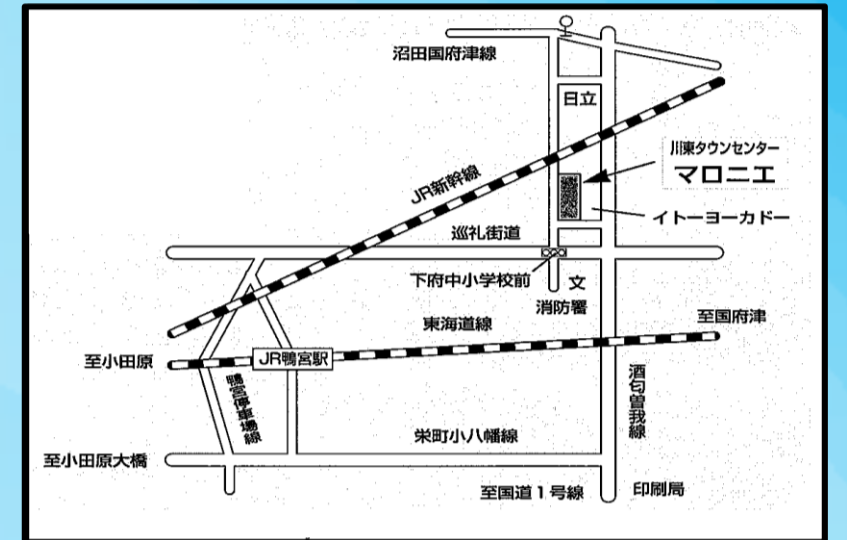 沼田国府津線
日立
川東タウンセンター
マロニエ
JR新幹線
イトーヨーカドー
巡礼街道
下府中小学校前
文
消防署
至国府津
東海道線
至小田原
JR鴨宮駅
鴨宮停車場線
酒匂曽我線
栄町小八幡線
至小田原大橋
至国道1号線
印刷局